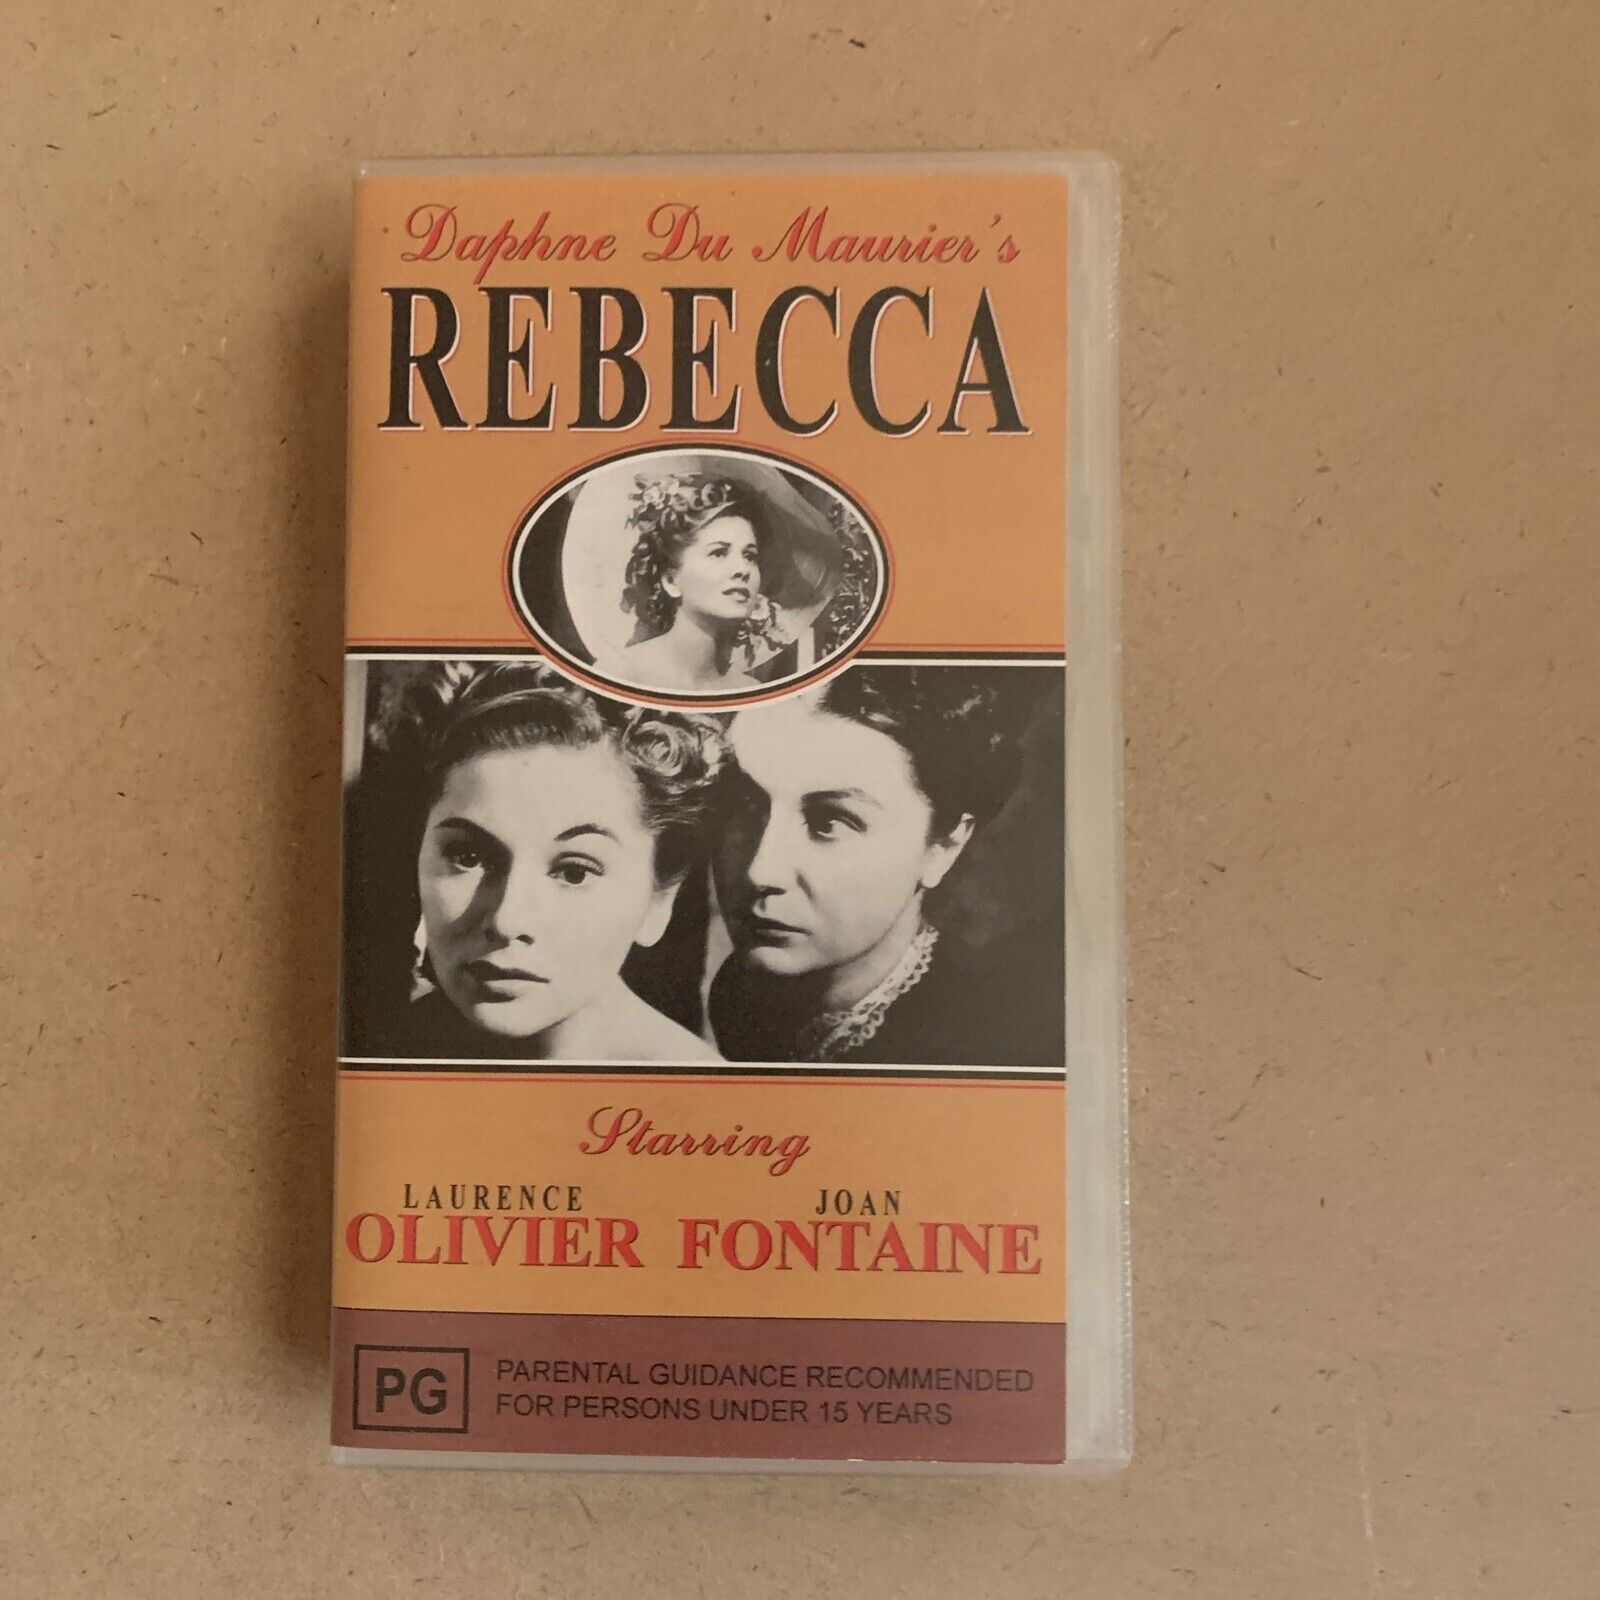 Daphne Du Maurier's
REBECCA
Starring
LAURENCE JOAN
OLIVIER FONTAINE
PG
PARENTAL GUIDANCE RECOMMENDED
FOR PERSONS UNDER 15 YEARS